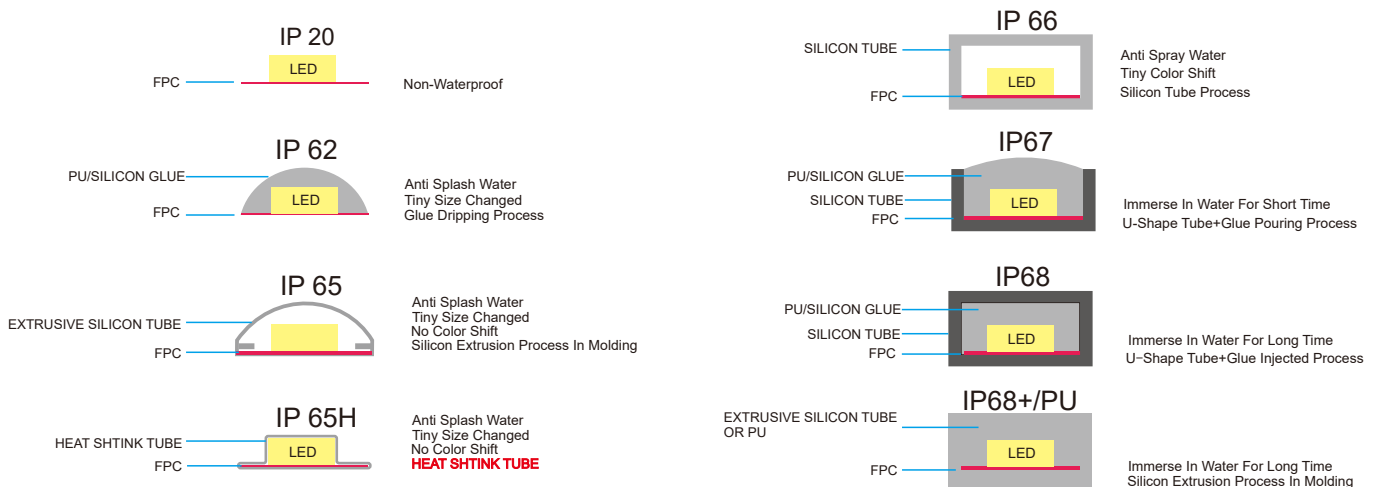 IP 20
LED
FPC
Non-Waterproof
IP 62
PU/SILICON GLUE
LED
FPC
Anti Splash Water
Tiny Size Changed
Glue Dripping Process
IP 65
EXTRUSIVE SILICON TUBE
FPC
Anti Splash Water
Tiny Size Changed
No Color Shift
Silicon Extrusion Process In Molding
IP 65H
HEAT SHTINK TUBE
LED
FPC
Anti Splash Water
Tiny Size Changed
No Color Shift
HEAT SHTINK TUBE
IP 66
SILICON TUBE
LED
FPC
Anti Spray Water
Tiny Color Shift
Silicon Tube Process
IP67
PU/SILICON GLUE
SILICON TUBE
LED
FPC
Immerse In Water For Short Time
U-Shape Tube+Glue Pouring Process
IP68
PU/SILICON GLUE
SILICON TUBE
LED
FPC
Immerse In Water For Long Time
U-Shape Tube+Glue Injected Process
IP68+/PU
EXTRUSIVE SILICON TUBE
OR PU
LED
FPC
Immerse In Water For Long Time
Silicon Extrusion Process In Molding